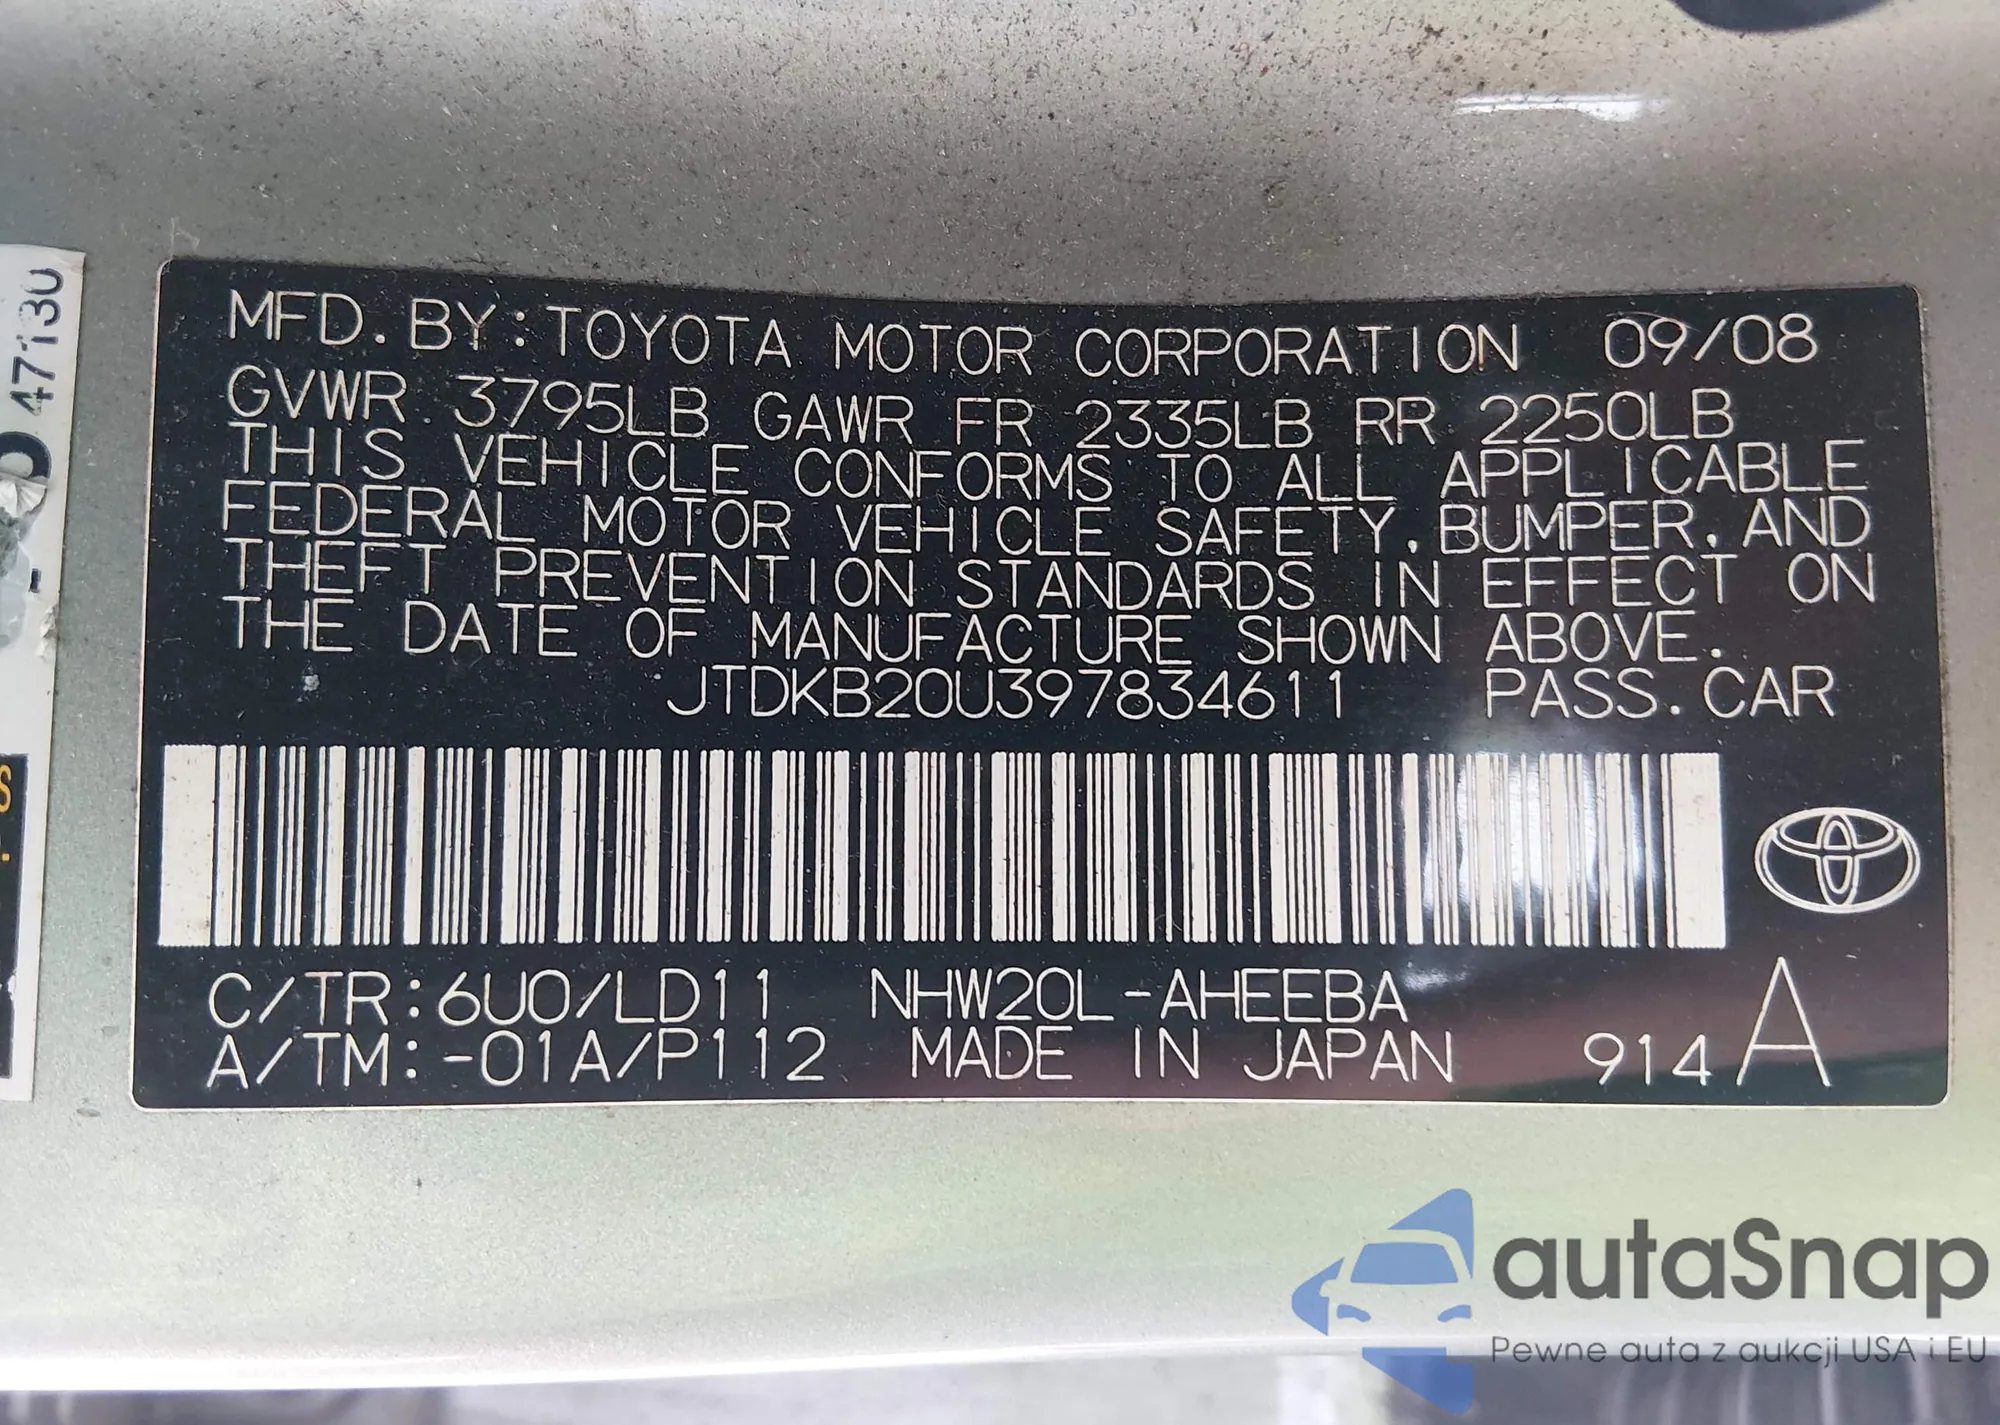 47130
MFD. BY: TOYOTA MOTOR CORPORATION 09/08
GVWR 3795LB GAWR FR 2335LB RR 2250LB
THIS VEHICLE CONFORMS TO ALL APPLICABLE
FEDERAL MOTOR VEHICLE SAFETY, BUMPER, AND
THEFT PREVENTION STANDARDS IN EFFECT ON
THE DATE OF MANUFACTURE SHOWN ABOVE.
JTDKB20U397834611 PASS. CAR
C/TR: 6U0/LD11 NHW20L-AHEEBA
A/TM: -01A/P112 MADE IN JAPAN 914 A
autaSnap
Pewne auta z aukcji USA i EU